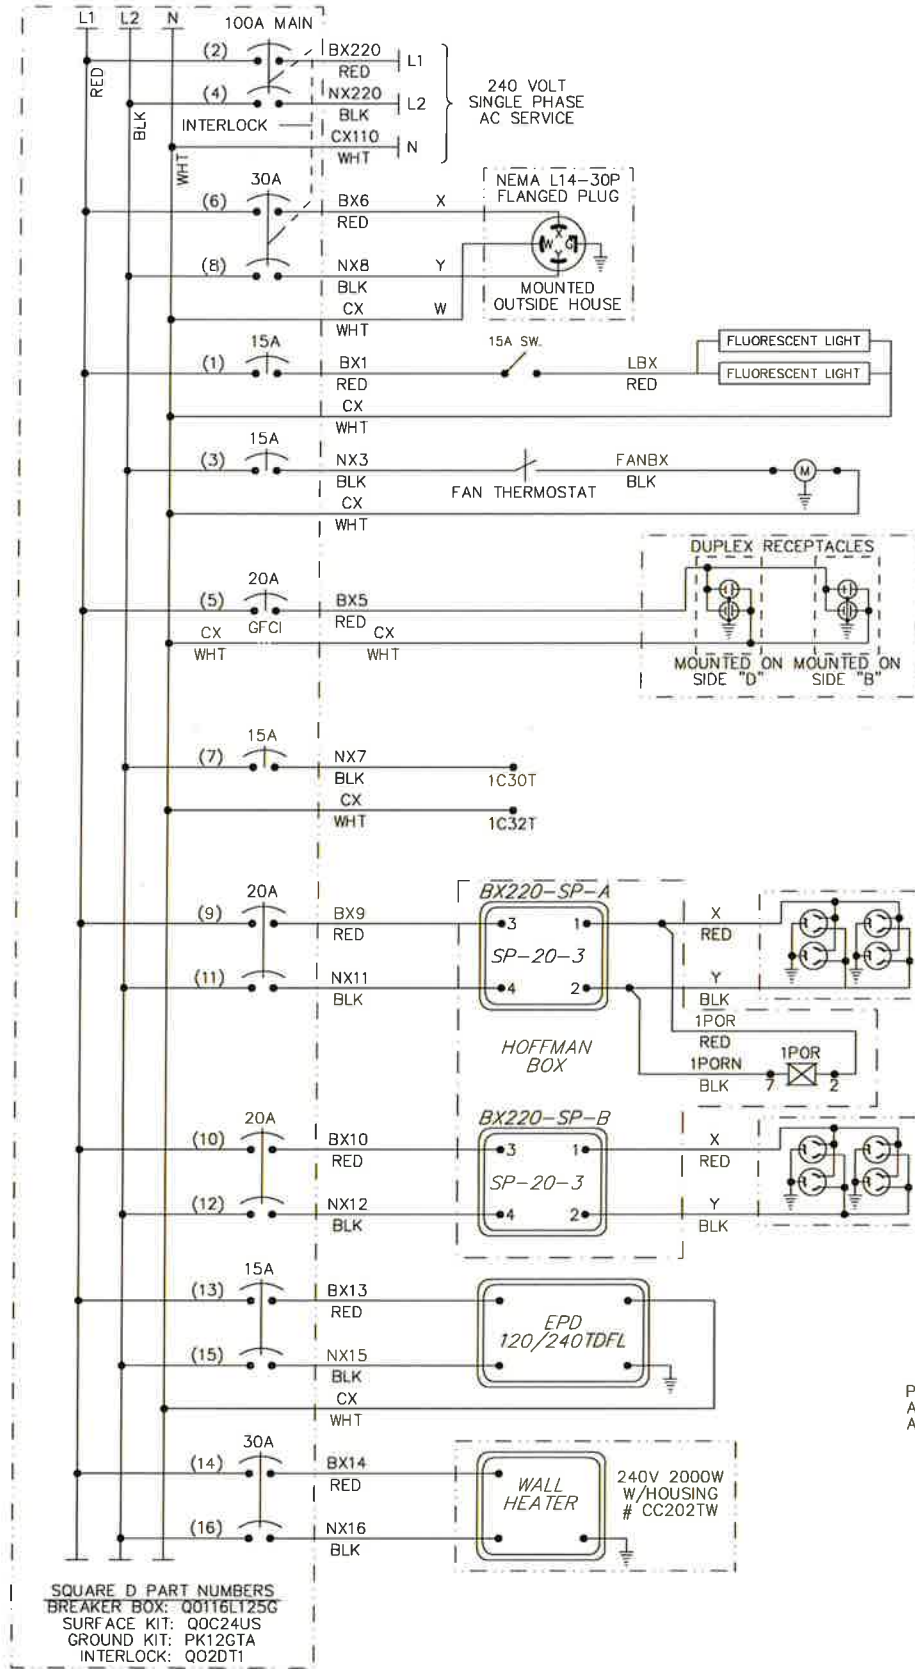 L1 L2 N
100A MAIN
(2) BX220 L1
RED
RED
(4) NX220 L2
BLK
BLK
240 VOLT
SINGLE PHASE
AC SERVICE
INTERLOCK
CX110 N
WHT
WHT
30A
(6) BX6 X
RED
NEMA L14-30P
FLANGED PLUG
X
W G
Y
MOUNTED
OUTSIDE HOUSE
(8) NX8 Y
BLK
CX W
WHT
15A
15A SW.
FLUORESCENT LIGHT
(1) BX1 LBX
RED RED
FLUORESCENT LIGHT
CX
WHT
15A
(3) NX3 FANBX M
BLK FAN THERMOSTAT BLK
CX
WHT
DUPLEX RECEPTACLES
20A
(5) BX5
GFCI RED
CX CX
WHT WHT
MOUNTED ON
SIDE "D"
MOUNTED ON
SIDE "B"
15A
(7) NX7
BLK 1C30T
CX
WHT 1C32T
BX220-SP-A
20A
(9) BX9 3 1 X
RED RED
SP-20-3
(11) NX11 4 2 Y
BLK BLK
HOFFMAN
BOX
1POR
RED
1PORN 1POR
BLK 7 2
BX220-SP-B
20A
(10) BX10 3 1 X
RED RED
SP-20-3
(12) NX12 4 2 Y
BLK BLK
15A
(13) BX13
RED
EPD
120/240TDFL
(15) NX15
BLK
CX
WHT
P
A
A
30A
(14) BX14
RED
WALL
HEATER
240V 2000W
W/HOUSING
# CC202TW
(16) NX16
BLK
SQUARE D PART NUMBERS
BREAKER BOX: QO116L125G
SURFACE KIT: QOC24US
GROUND KIT: PK12GTA
INTERLOCK: QO2DT1